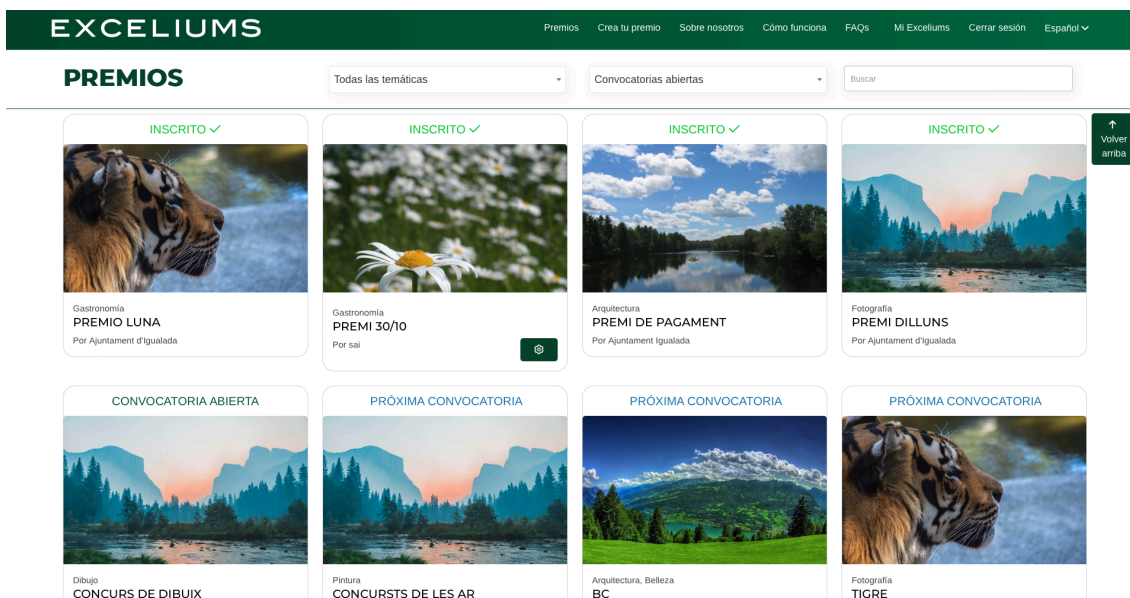 EXCELIUMS
Premios Crea tu premio Sobre nosotros Cómo funciona FAQs Mi Exceliums Cerrar sesión Español
PREMIOS
Todas las temáticas
Convocatorias abiertas
Buscar
Volver
arriba
INSCRITO
Gastronomía
PREMIO LUNA
Por Ajuntament d'Igualada
INSCRITO
Gastronomía
PREMI 30/10
Por sai
INSCRITO
Arquitectura
PREMI DE PAGAMENT
Por Ajuntament Igualada
INSCRITO
Fotografía
PREMI DILLUNS
Por Ajuntament d'Igualada
CONVOCATORIA ABIERTA
Dibujo
CONCURS DE DIBUIX
PRÓXIMA CONVOCATORIA
Pintura
CONCURSTS DE LES AR
PRÓXIMA CONVOCATORIA
Arquitectura, Belleza
BC
PRÓXIMA CONVOCATORIA
Fotografía
TIGRE